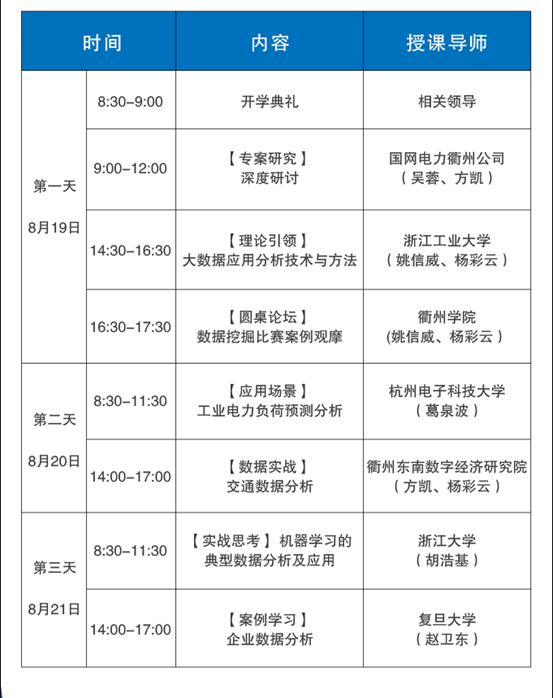 时间 内容 授课导师
第一天
8月19日
8:30-9:00 开学典礼 相关领导
9:00-12:00
【专案研究】
深度研讨
国网电力衢州公司
（吴蓉、方凯）
14:30-16:30
【理论引领】
大数据应用分析技术与方法
浙江工业大学
（姚信威、杨彩云）
16:30-17:30
【圆桌论坛】
数据挖掘比赛案例观摩
衢州学院
(姚信威、杨彩云）
第二天
8月20日
8:30-11:30
【应用场景】
工业电力负荷预测分析
杭州电子科技大学
（葛泉波）
14:00-17:00
【数据实战】
交通数据分析
衢州东南数字经济研究院
（方凯、杨彩云）
第三天
8月21日
8:30-11:30
【实战思考】机器学习的
典型数据分析及应用
浙江大学
（胡浩基）
14:00-17:00
【案例学习】
企业数据分析
复旦大学
（赵卫东）